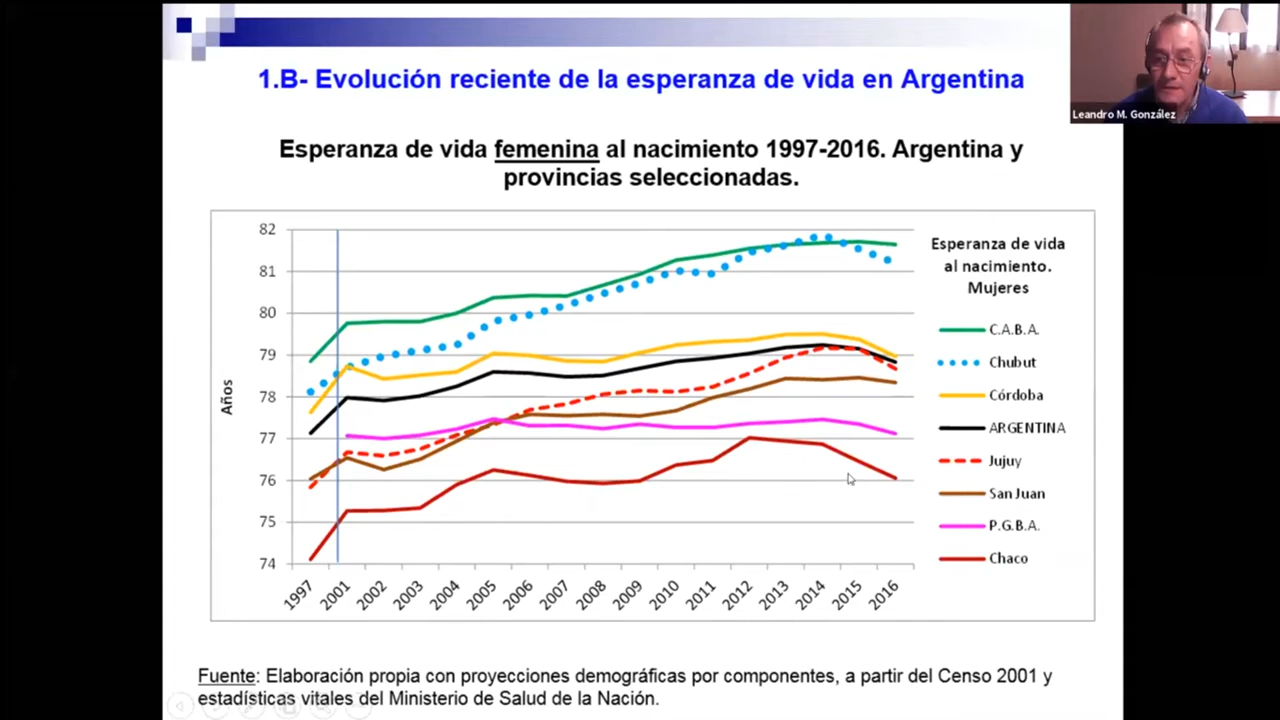 1.B- Evolución reciente de la esperanza de vida en Argentina
Leandro M. González
Esperanza de vida femenina al nacimiento 1997-2016. Argentina y
provincias seleccionadas.
82
81
80
79
78
77
76
75
74
Años
1997
2001
2002
2003
2004
2005
2006
2007
2008
2009
2010
2011
2012
2013
2014
2015
2016
Esperanza de vida
al nacimiento.
Mujeres
C.A.B.A.
Chubut
Córdoba
ARGENTINA
Jujuy
San Juan
P.G.B.A.
Chaco
Fuente: Elaboración propia con proyecciones demográficas por componentes, a partir del Censo 2001 y
estadísticas vitales del Ministerio de Salud de la Nación.